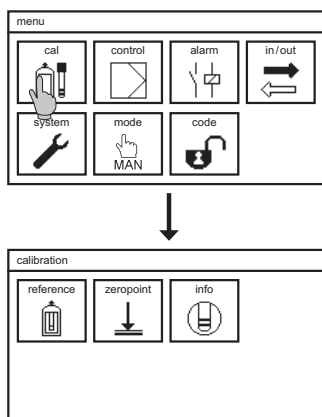 menu
cal control alarm in/out
system mode code
MAN
calibration
reference zeropoint info